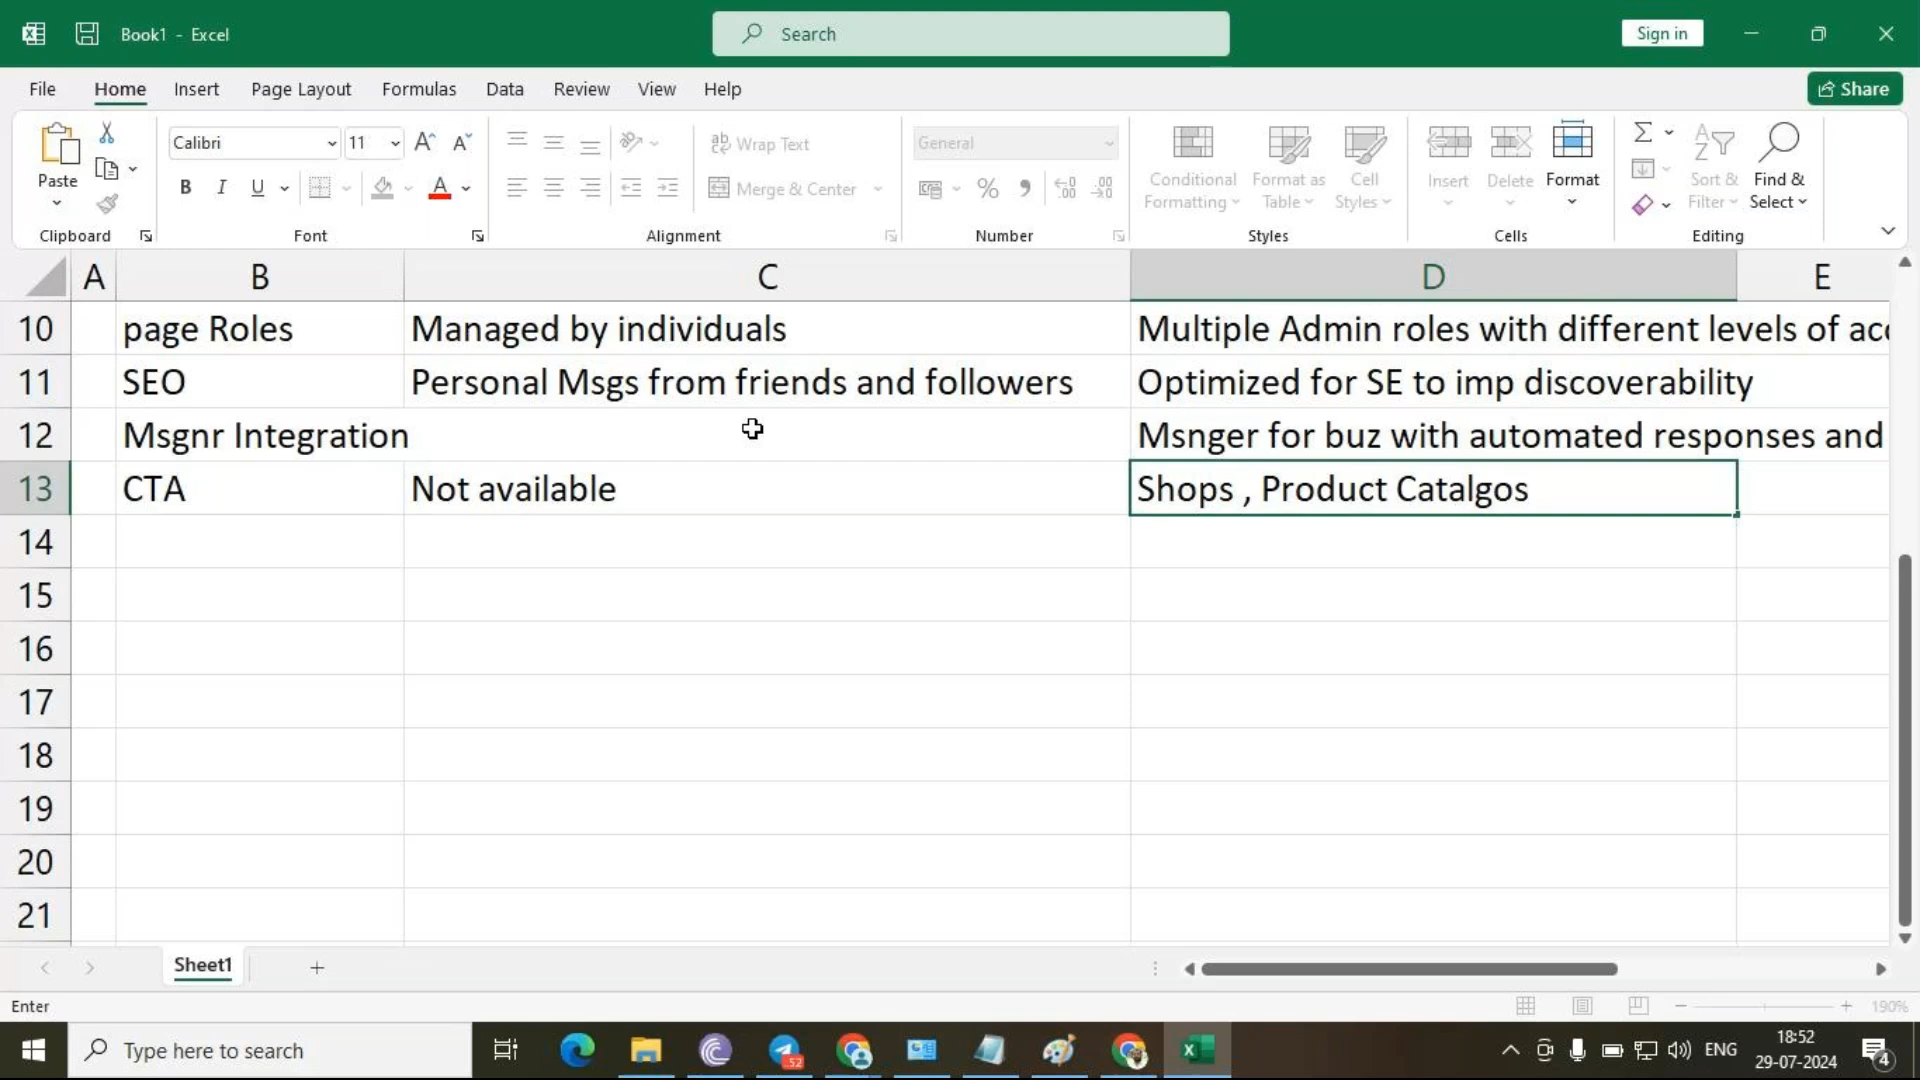 Book1 - Excel
Search
Sign in
File Home Insert Page Layout Formulas Data Review View Help
Share
Calibri 11 Wrap Text General
Paste B I U A Merge & Center % Conditional Formatting Format as Table Cell Styles Insert Delete Format Sort & Filter Find & Select
Clipboard Font Alignment Number Styles Cells Editing
A B C D E
10 page Roles Managed by individuals Multiple Admin roles with different levels of acc
11 SEO Personal Msgs from friends and followers Optimized for SE to imp discoverability
12 Msgnr Integration Msnger for buz with automated responses and
13 CTA Not available Shops , Product Catalgos
14
15
16
17
18
19
20
21
Sheet1
Enter 190%
Type here to search 52 ENG 18:52
29-07-2024 4